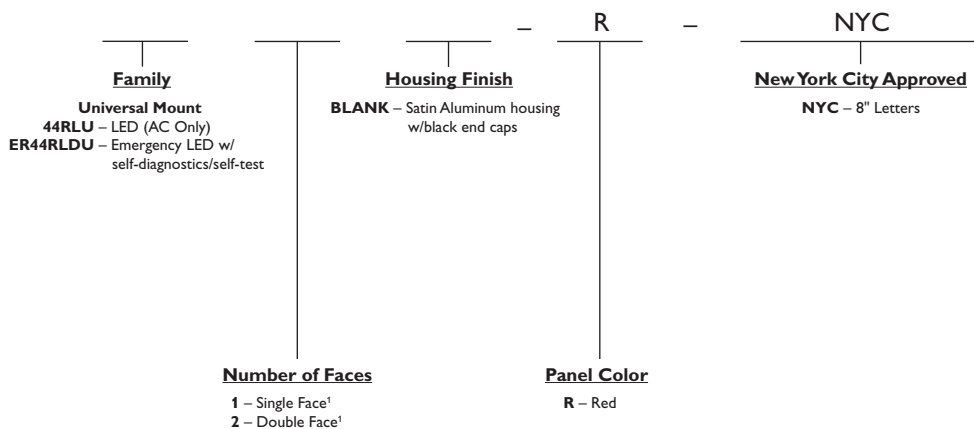 – R – NYC
Family
Universal Mount
44RLU – LED (AC Only)
ER44RLDU – Emergency LED w/
self-diagnostics/self-test
Housing Finish
BLANK – Satin Aluminum housing
w/black end caps
New York City Approved
NYC – 8" Letters
Number of Faces
1 – Single Face¹
2 – Double Face¹
Panel Color
R – Red